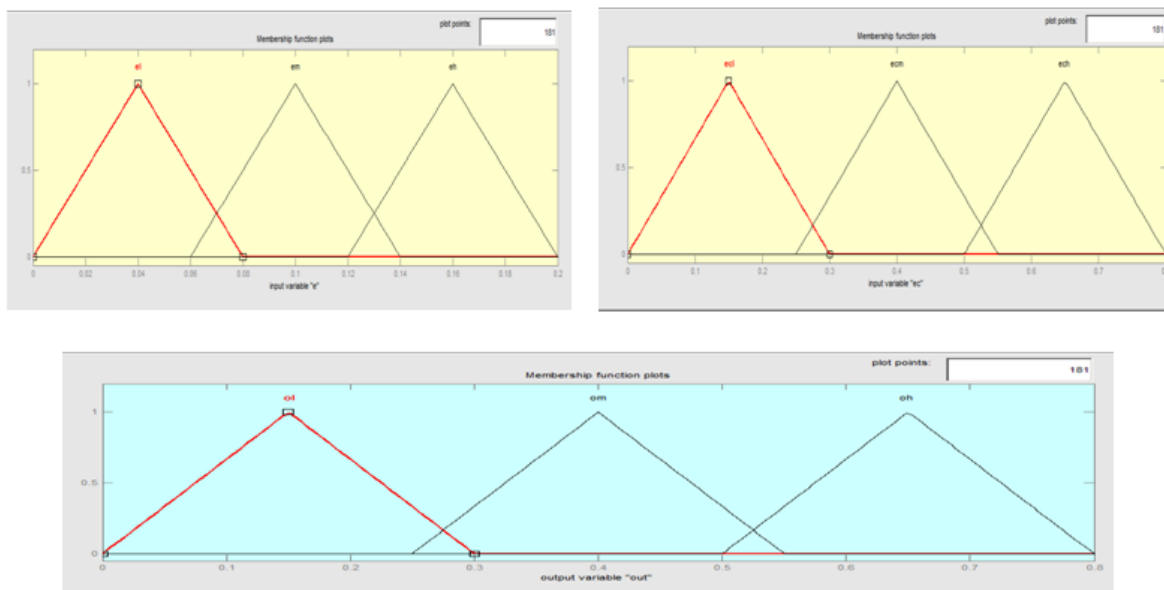 plot points:
181
Membership function plots
el em eh
1
0.5
0
0 0.02 0.04 0.06 0.08 0.1 0.12 0.14 0.16 0.18 0.2
input variable "e"
plot points:
181
Membership function plots
ecl ecm ech
1
0.5
0
0 0.1 0.2 0.3 0.4 0.5 0.6 0.7
input variable "ec"
plot points:
181
Membership function plots
ol om oh
1
0.5
0
0 0.1 0.2 0.3 0.4 0.5 0.6 0.7 0.8
output variable "out"